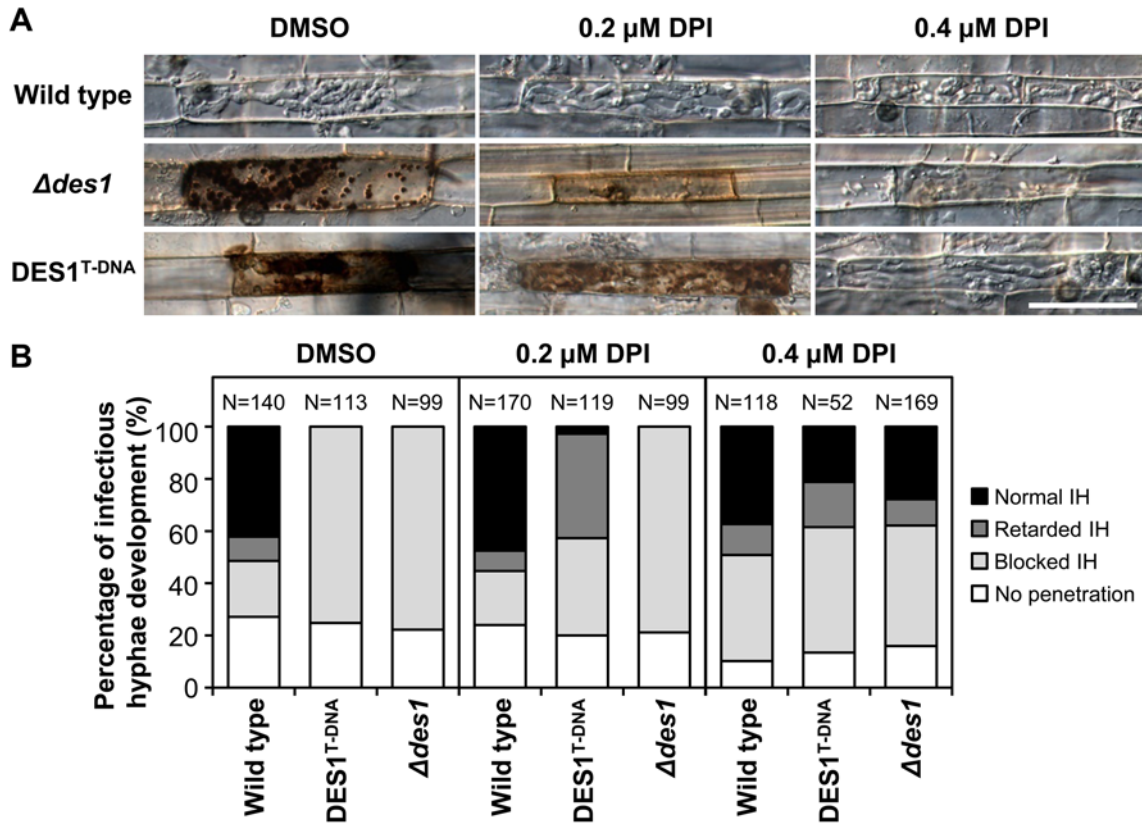 A
DMSO
0.2 µM DPI
0.4 µM DPI
Wild type
Δdes1
DES1T-DNA
B
DMSO
0.2 µM DPI
0.4 µM DPI
N=140
N=113
N=99
N=170
N=119
N=99
N=118
N=52
N=169
Percentage of infectious
hyphae development (%)
100
80
60
40
20
0
Normal IH
Retarded IH
Blocked IH
No penetration
Wild type
DES1T-DNA
Δdes1
Wild type
DES1T-DNA
Δdes1
Wild type
DES1T-DNA
Δdes1